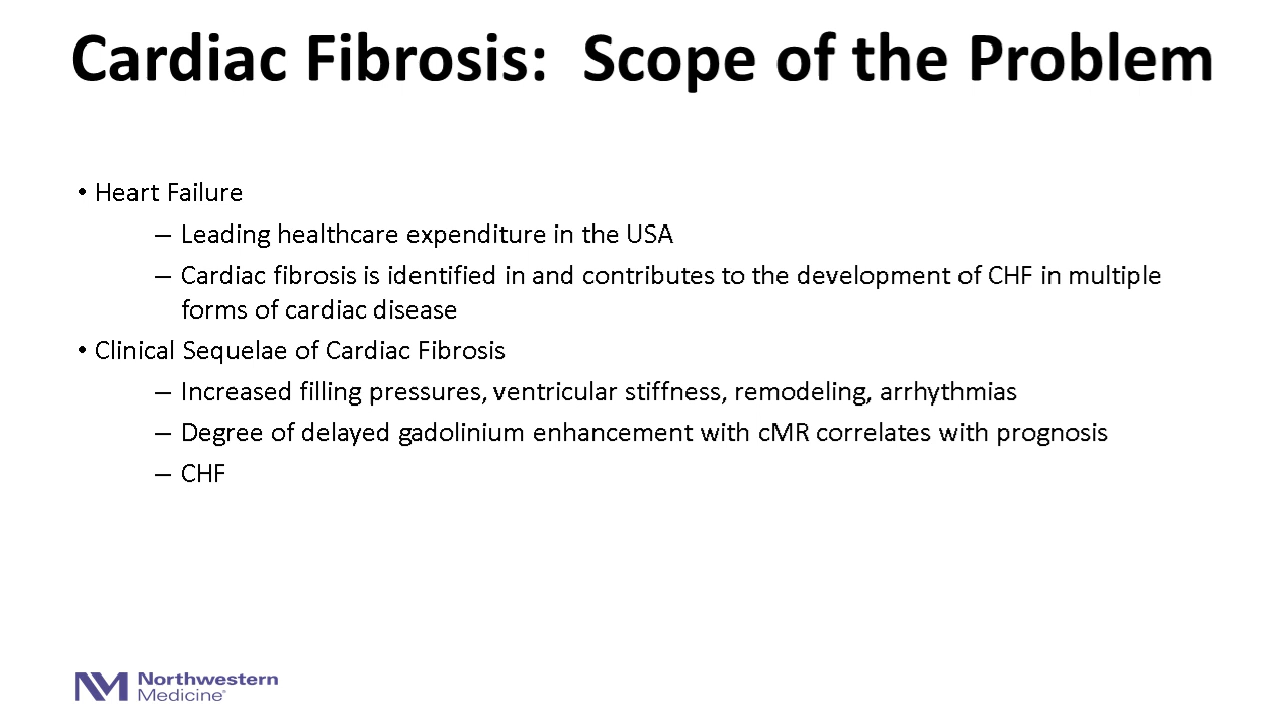 Cardiac Fibrosis: Scope of the Problem
• Heart Failure
– Leading healthcare expenditure in the USA
– Cardiac fibrosis is identified in and contributes to the development of CHF in multiple
forms of cardiac disease
• Clinical Sequelae of Cardiac Fibrosis
– Increased filling pressures, ventricular stiffness, remodeling, arrhythmias
– Degree of delayed gadolinium enhancement with cMR correlates with prognosis
– CHF
NM Northwestern
Medicine®